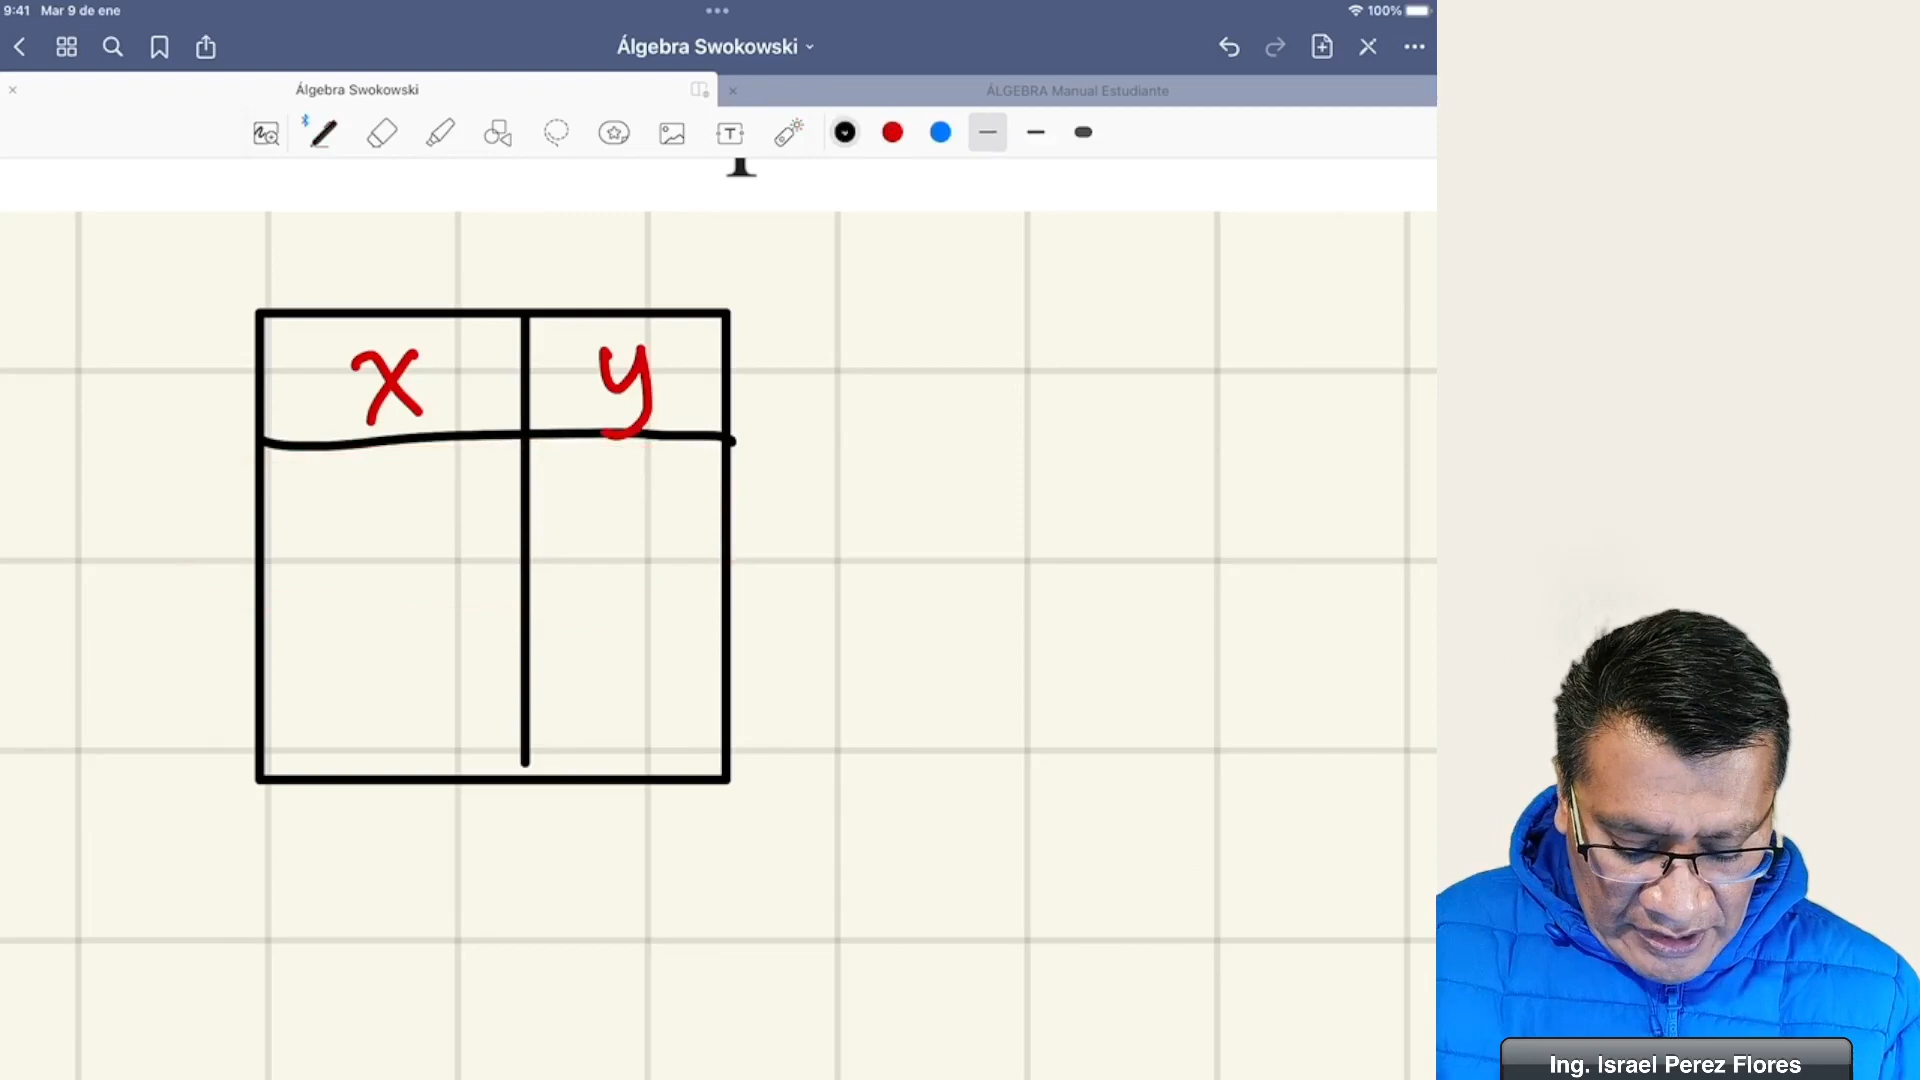 9:41 Mar 9 de ene 100%
Álgebra Swokowski
Álgebra Swokowski ÁLGEBRA Manual Estudiante
T
x y
Ing. Israel Perez Flores